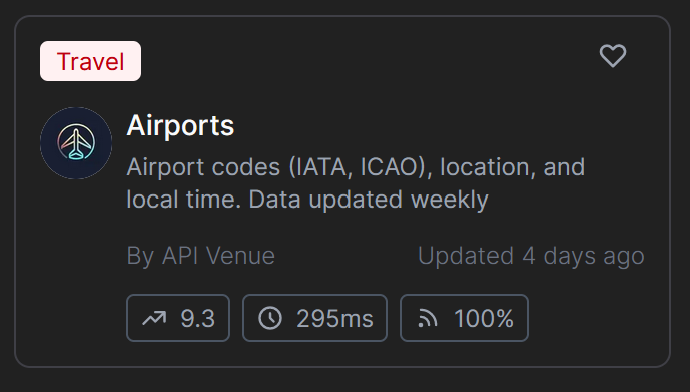 Travel
Airports
Airport codes (IATA, ICAO), location, and
local time. Data updated weekly
By API Venue
Updated 4 days ago
9.3
295ms
100%